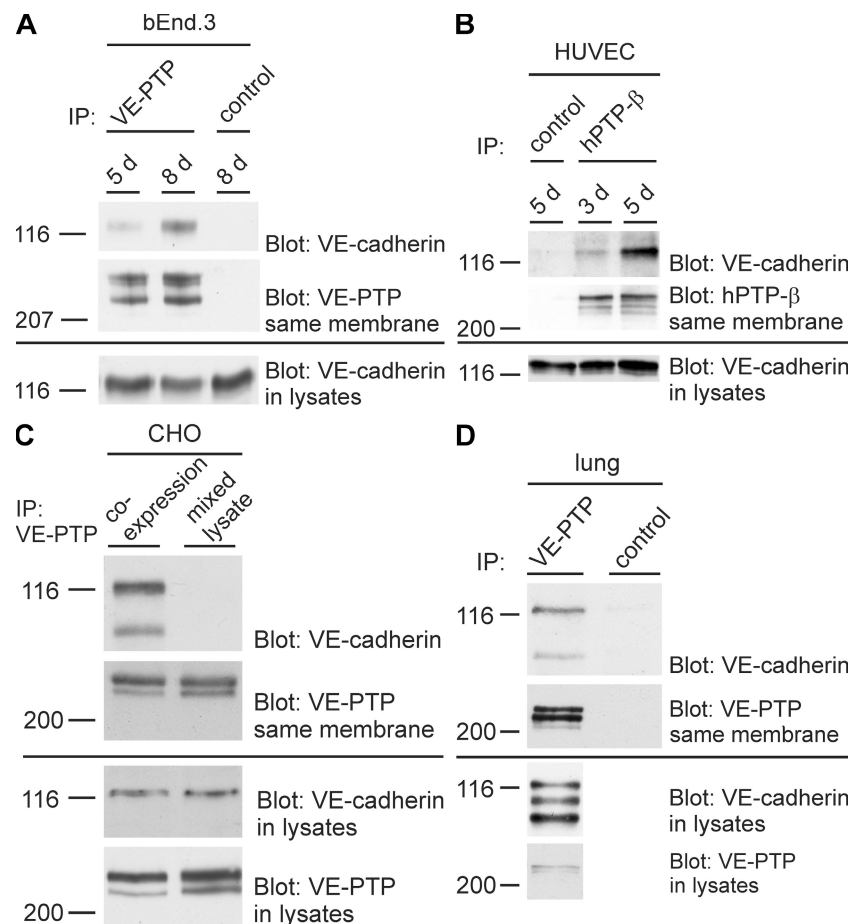 A
bEnd.3
IP:
VE-PTP
control
5 d
8 d
8 d
116
Blot: VE-cadherin
207
Blot: VE-PTP
same membrane
116
Blot: VE-cadherin
in lysates
B
HUVEC
IP:
control
hPTP-β
5 d
3 d
5 d
116
Blot: VE-cadherin
200
Blot: hPTP-β
same membrane
116
Blot: VE-cadherin
in lysates
C
CHO
IP:
VE-PTP
co-
expression
mixed
lysate
116
Blot: VE-cadherin
200
Blot: VE-PTP
same membrane
116
Blot: VE-cadherin
in lysates
200
Blot: VE-PTP
in lysates
D
lung
IP:
VE-PTP
control
116
Blot: VE-cadherin
200
Blot: VE-PTP
same membrane
116
Blot: VE-cadherin
in lysates
200
Blot: VE-PTP
in lysates